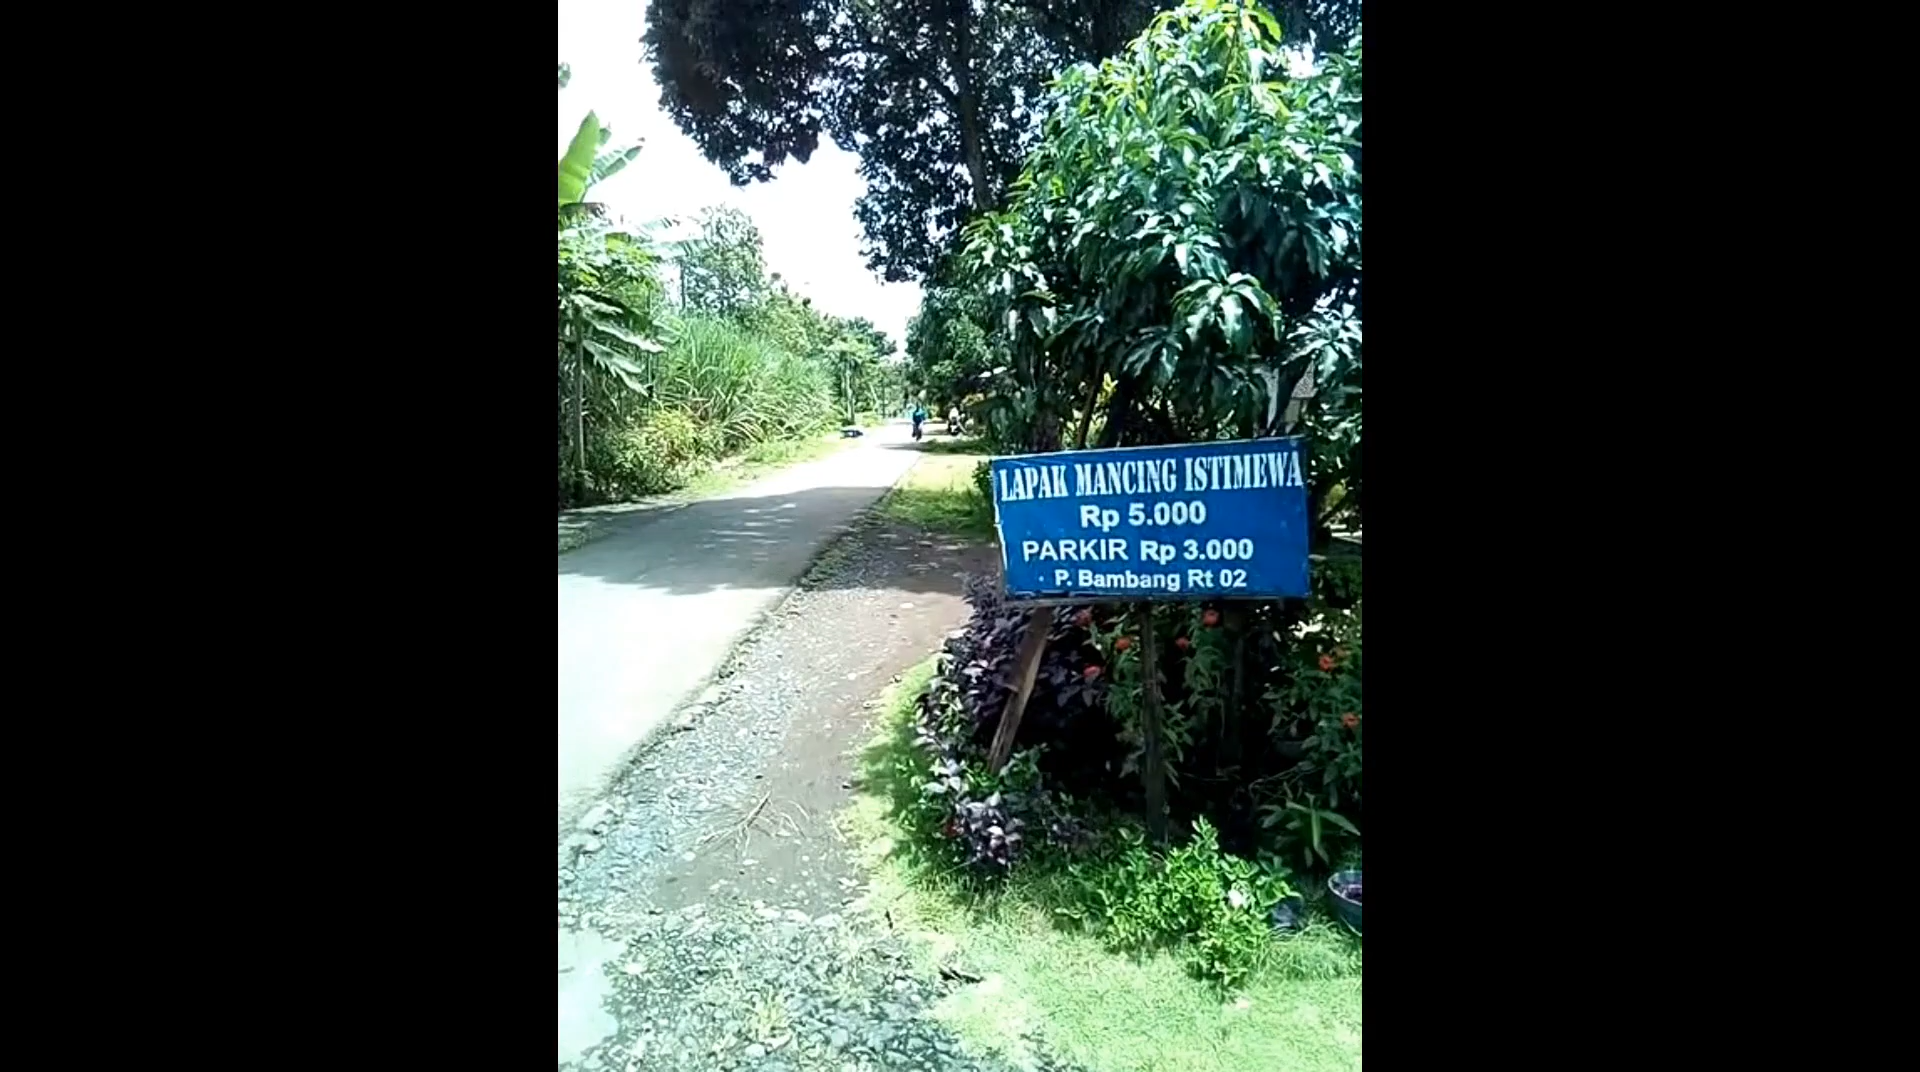 LAPAK MANCING ISTIMEWA
Rp 5.000
PARKIR Rp 3.000
P. Bambang Rt 02